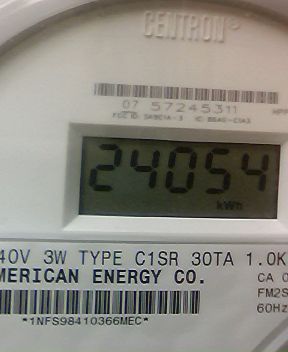 CENTRON®
07 57245311
24054
kWh
40V 3W TYPE C1SR 30TA 1.0K
MERICAN ENERGY CO.
CA 0
FM2S
60Hz
*1NFS98410366MEC*